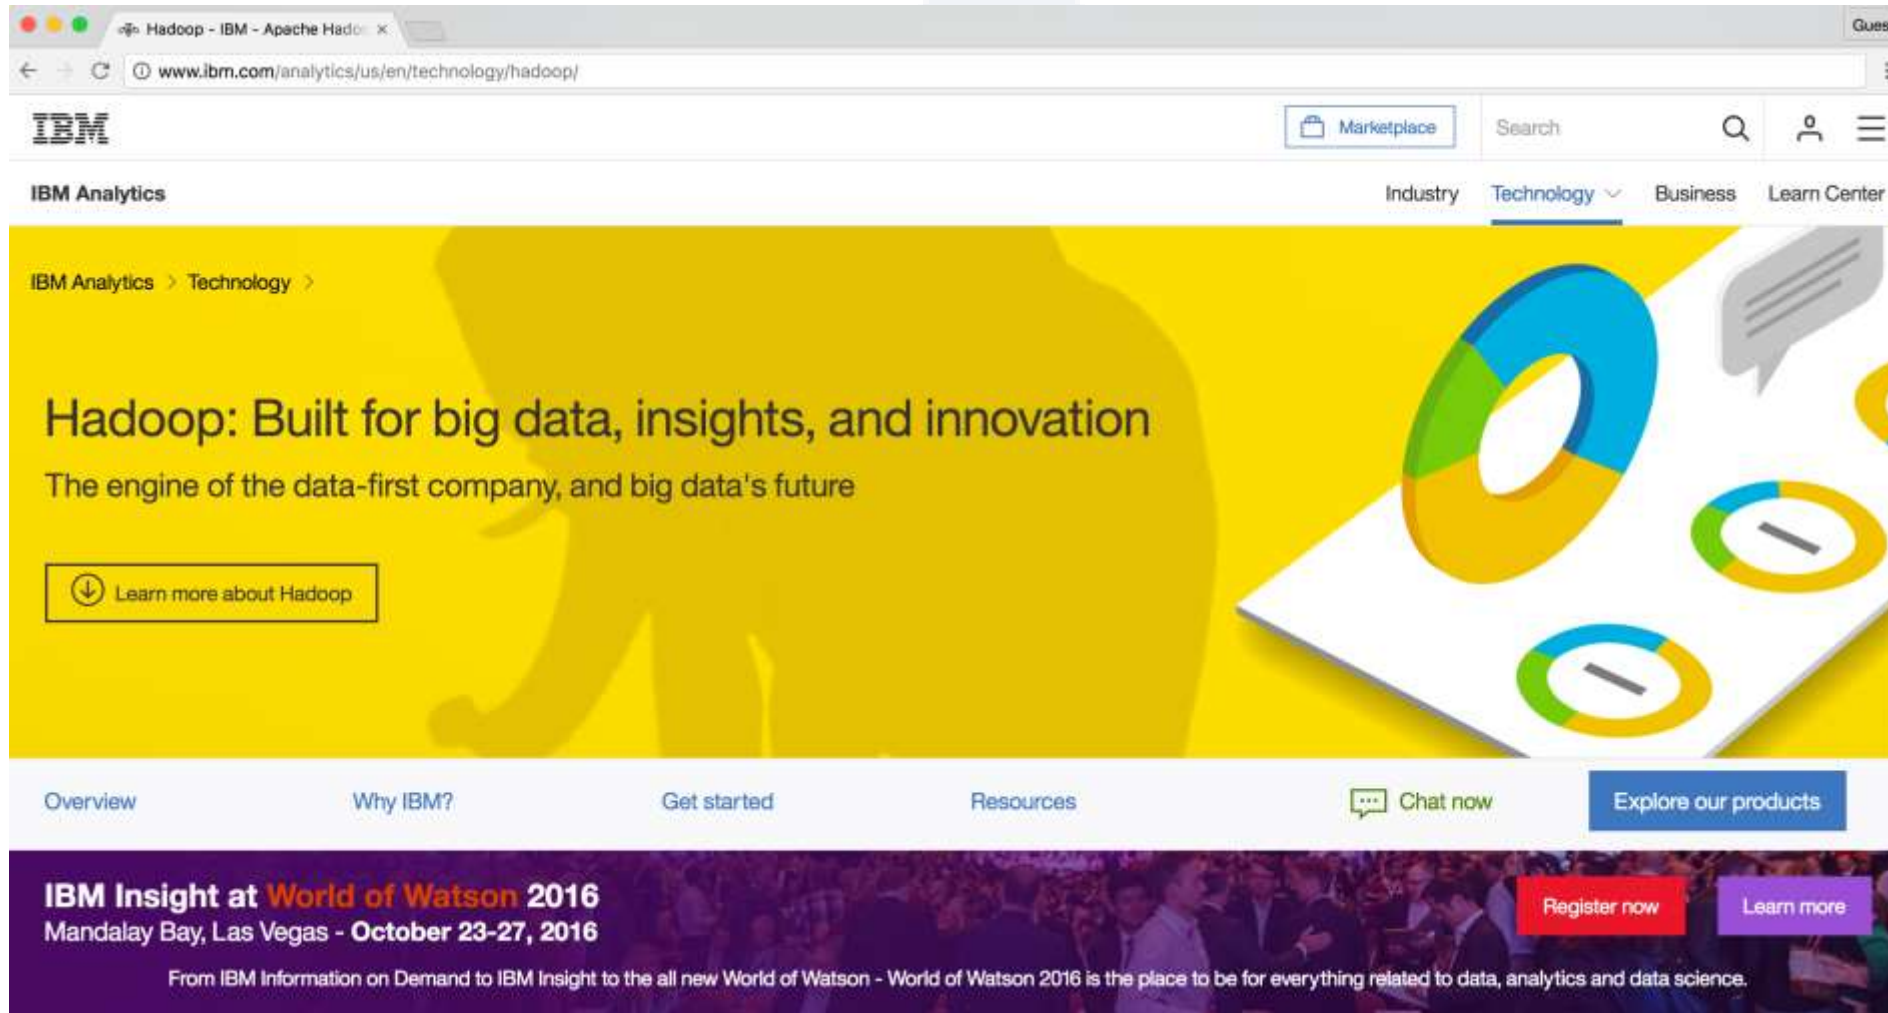 Hadoop - IBM - Apache Hado
Gues
www.ibm.com/analytics/us/en/technology/hadoop/
IBM
Marketplace
Search
IBM Analytics
Industry
Technology
Business
Learn Center
IBM Analytics > Technology >
Hadoop: Built for big data, insights, and innovation
The engine of the data-first company, and big data's future
Learn more about Hadoop
Overview
Why IBM?
Get started
Resources
Chat now
Explore our products
IBM Insight at World of Watson 2016
Mandalay Bay, Las Vegas - October 23-27, 2016
Register now
Learn more
From IBM Information on Demand to IBM Insight to the all new World of Watson - World of Watson 2016 is the place to be for everything related to data, analytics and data science.